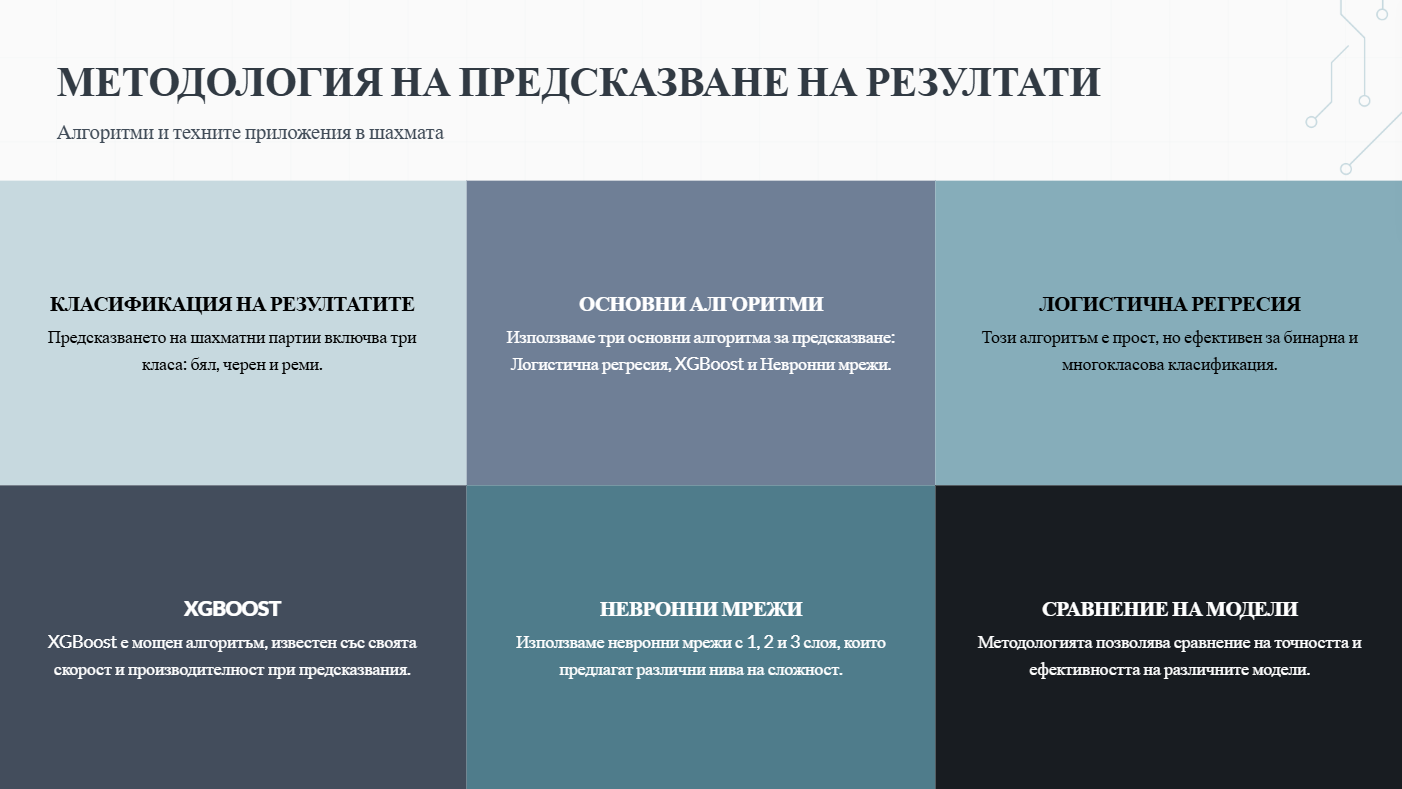 МЕТОДОЛОГИЯ НА ПРЕДСКАЗВАНЕ НА РЕЗУЛТАТИ
Алгоритми и техните приложения в шахмата
КЛАСИФИКАЦИЯ НА РЕЗУЛТАТИТЕ
Предсказването на шахматни партии включва три
класа: бял, черен и реми.
ОСНОВНИ АЛГОРИТМИ
Използваме три основни алгоритма за предсказване:
Логистична регресия, XGBoost и Невронни мрежи.
ЛОГИСТИЧНА РЕГРЕСИЯ
Този алгоритъм е прост, но ефективен за бинарна и
многокласова класификация.
XGBOOST
XGBoost е мощен алгоритъм, известен със своята
скорост и производителност при предсказвания.
НЕВРОННИ МРЕЖИ
Използваме невронни мрежи с 1, 2 и 3 слоя, които
предлагат различни нива на сложност.
СРАВНЕНИЕ НА МОДЕЛИ
Методологията позволява сравнение на точността и
ефективността на различните модели.